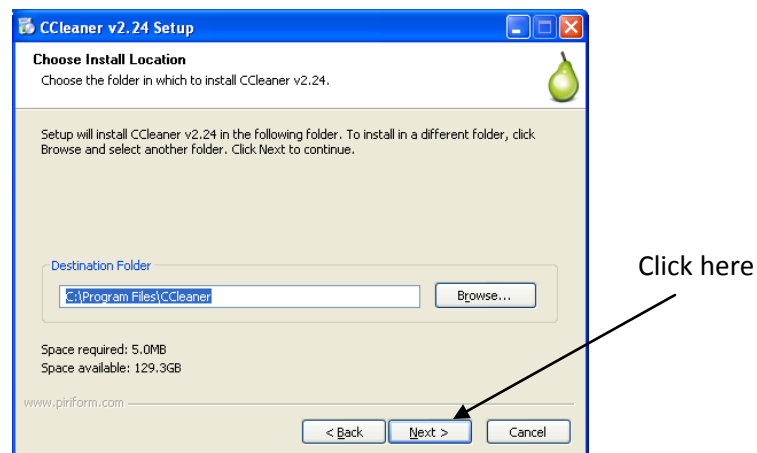 CCleaner v2.24 Setup
Choose Install Location
Choose the folder in which to install CCleaner v2.24.
Setup will install CCleaner v2.24 in the following folder. To install in a different folder, click
Browse and select another folder. Click Next to continue.
Destination Folder
C:\Program Files\CCleaner
Browse...
Click here
Space required: 5.0MB
Space available: 129.3GB
www.piriform.com
< Back Next > Cancel